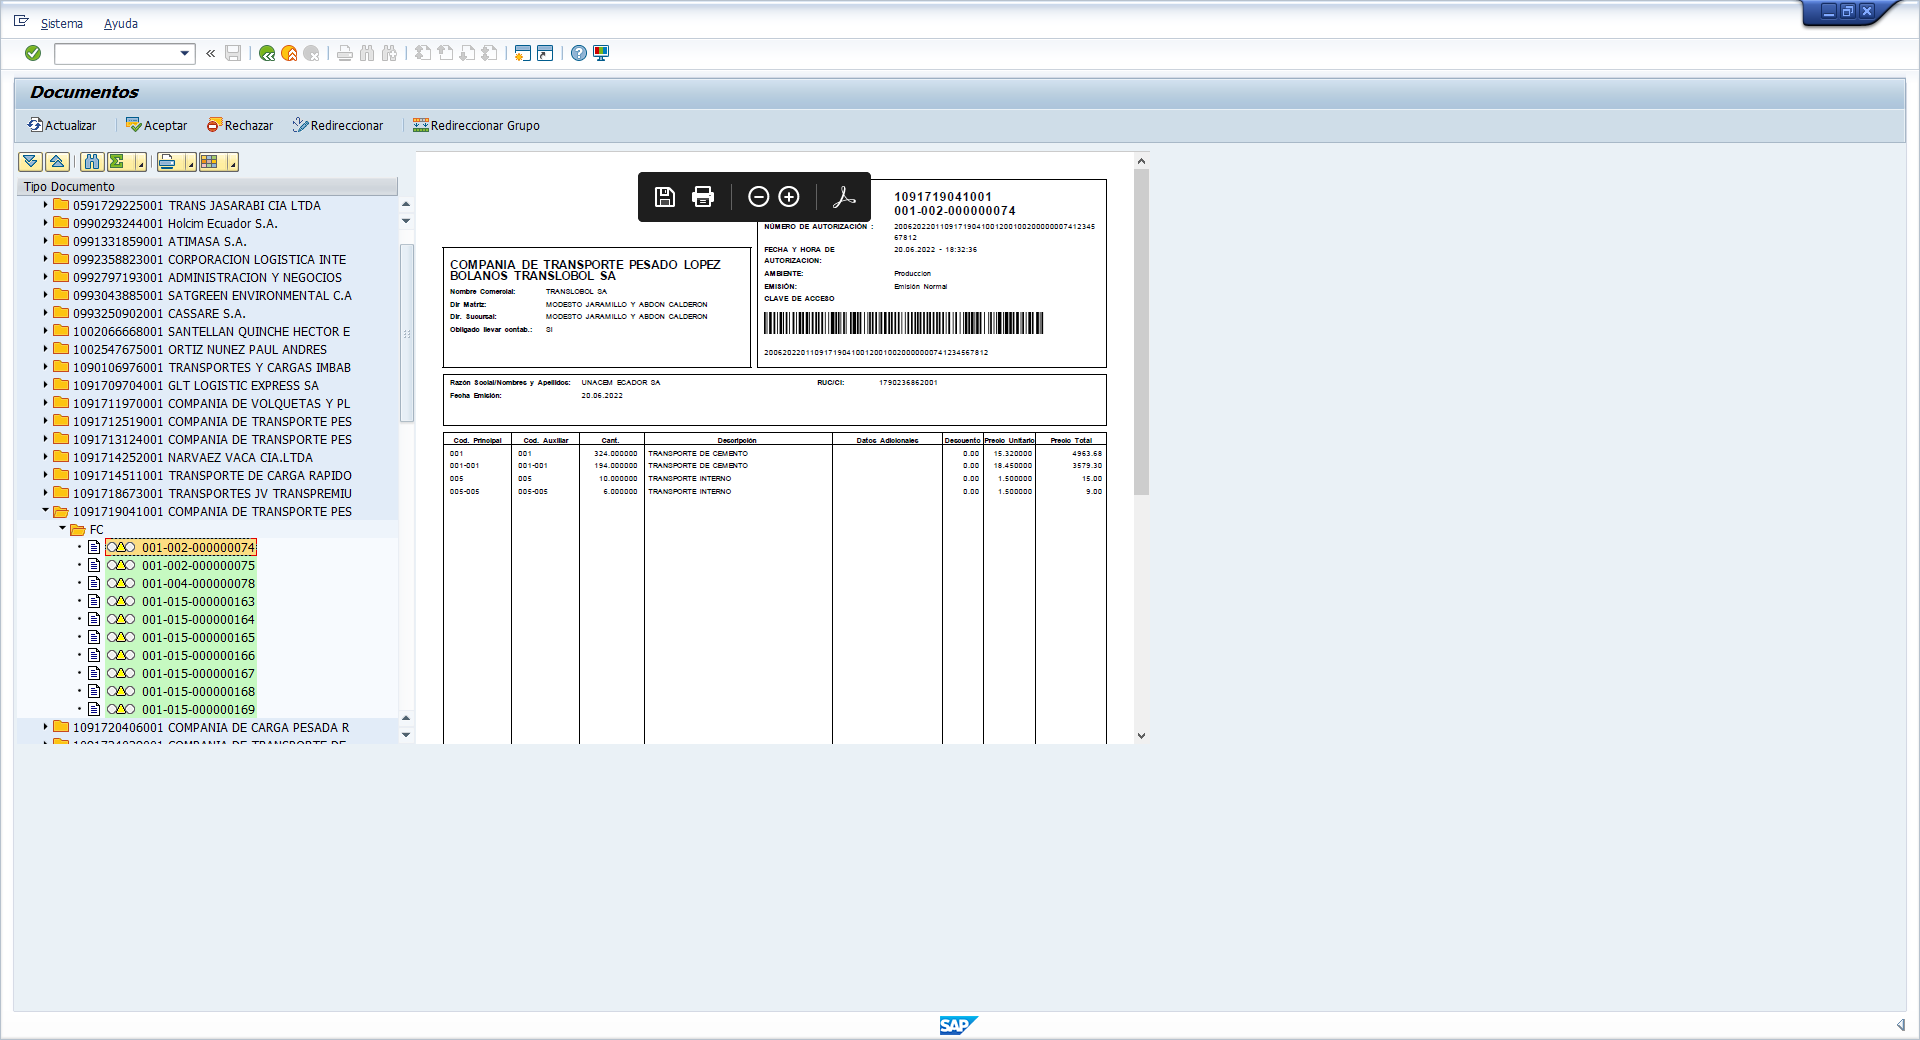 Sistema Ayuda
Documentos
Actualizar Aceptar Rechazar Redireccionar Redireccionar Grupo
Tipo Documento
0591729225001 TRANS JASARABI CIA LTDA
0990293244001 Holcim Ecuador S.A.
0991331859001 ATIMASA S.A.
0992358823001 CORPORACION LOGISTICA INTE
0992797193001 ADMINISTRACION Y NEGOCIOS
0993043885001 SATGREEN ENVIRONMENTAL C.A
0993250902001 CASSARE S.A.
1002066668001 SANTELLAN QUINCHE HECTOR E
1002547675001 ORTIZ NUNEZ PAUL ANDRES
1090106976001 TRANSPORTES Y CARGAS IMBAB
1091709704001 GLT LOGISTIC EXPRESS SA
1091711970001 COMPANIA DE VOLQUETAS Y PL
1091712519001 COMPANIA DE TRANSPORTE PES
1091713124001 COMPANIA DE TRANSPORTE PES
1091714252001 NARVAEZ VACA CIA.LTDA
1091714511001 TRANSPORTE DE CARGA RAPIDO
1091718673001 TRANSPORTES JV TRANSPREMIU
1091719041001 COMPANIA DE TRANSPORTE PES
FC
001-002-000000074
001-002-000000075
001-004-000000078
001-015-000000163
001-015-000000164
001-015-000000165
001-015-000000166
001-015-000000167
001-015-000000168
001-015-000000169
1091720406001 COMPANIA DE CARGA PESADA R
1091719041001
001-002-000000074
NÚMERO DE AUTORIZACIÓN : 20062022011091719041001200100200000007412345
67812
FECHA Y HORA DE 20.06.2022 - 18:32:36
AUTORIZACION:
AMBIENTE: Produccion
EMISIÓN: Emisión Normal
CLAVE DE ACCESO
2006202201109171904100120010020000000741234567812
COMPANIA DE TRANSPORTE PESADO LOPEZ
BOLANOS TRANSLOBOL SA
Nombre Comercial: TRANSLOBOL SA
Dir Matriz: MODESTO JARAMILLO Y ABDON CALDERON
Dir. Sucursal: MODESTO JARAMILLO Y ABDON CALDERON
Obligado llevar contab.: SI
Razón Social/Nombres y Apellidos: UNACEM ECADOR SA RUC/CI: 1790236862001
Fecha Emisión: 20.06.2022
Cod. Principal Cod. Auxiliar Cant. Descripción Datos Adicionales Descuento Precio Unitario Precio Total
001 001 324.000000 TRANSPORTE DE CEMENTO 0.00 15.320000 4963.68
001-001 001-001 194.000000 TRANSPORTE DE CEMENTO 0.00 18.450000 3579.30
005 005 10.000000 TRANSPORTE INTERNO 0.00 1.500000 15.00
005-005 005-005 6.000000 TRANSPORTE INTERNO 0.00 1.500000 9.00
SAP